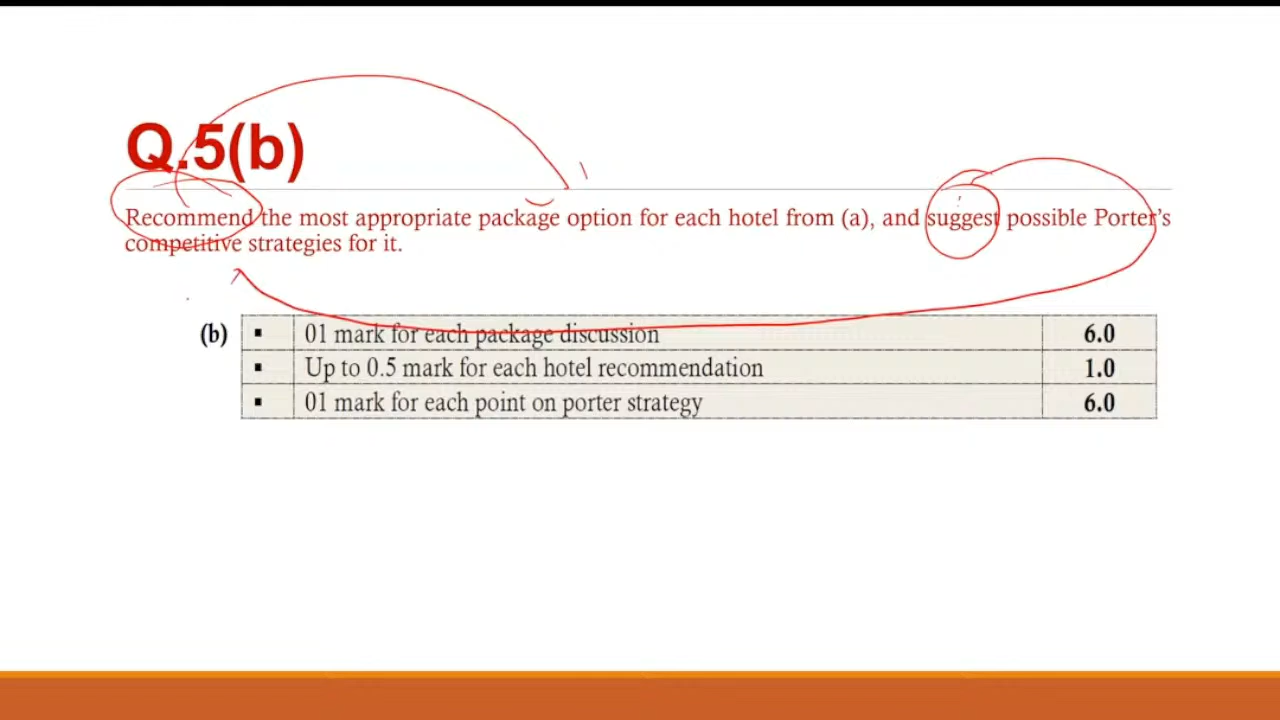 Q.5(b)
Recommend the most appropriate package option for each hotel from (a), and suggest possible Porter's
competitive strategies for it.
(b) ▪ 01 mark for each package discussion 6.0
▪ Up to 0.5 mark for each hotel recommendation 1.0
▪ 01 mark for each point on porter strategy 6.0